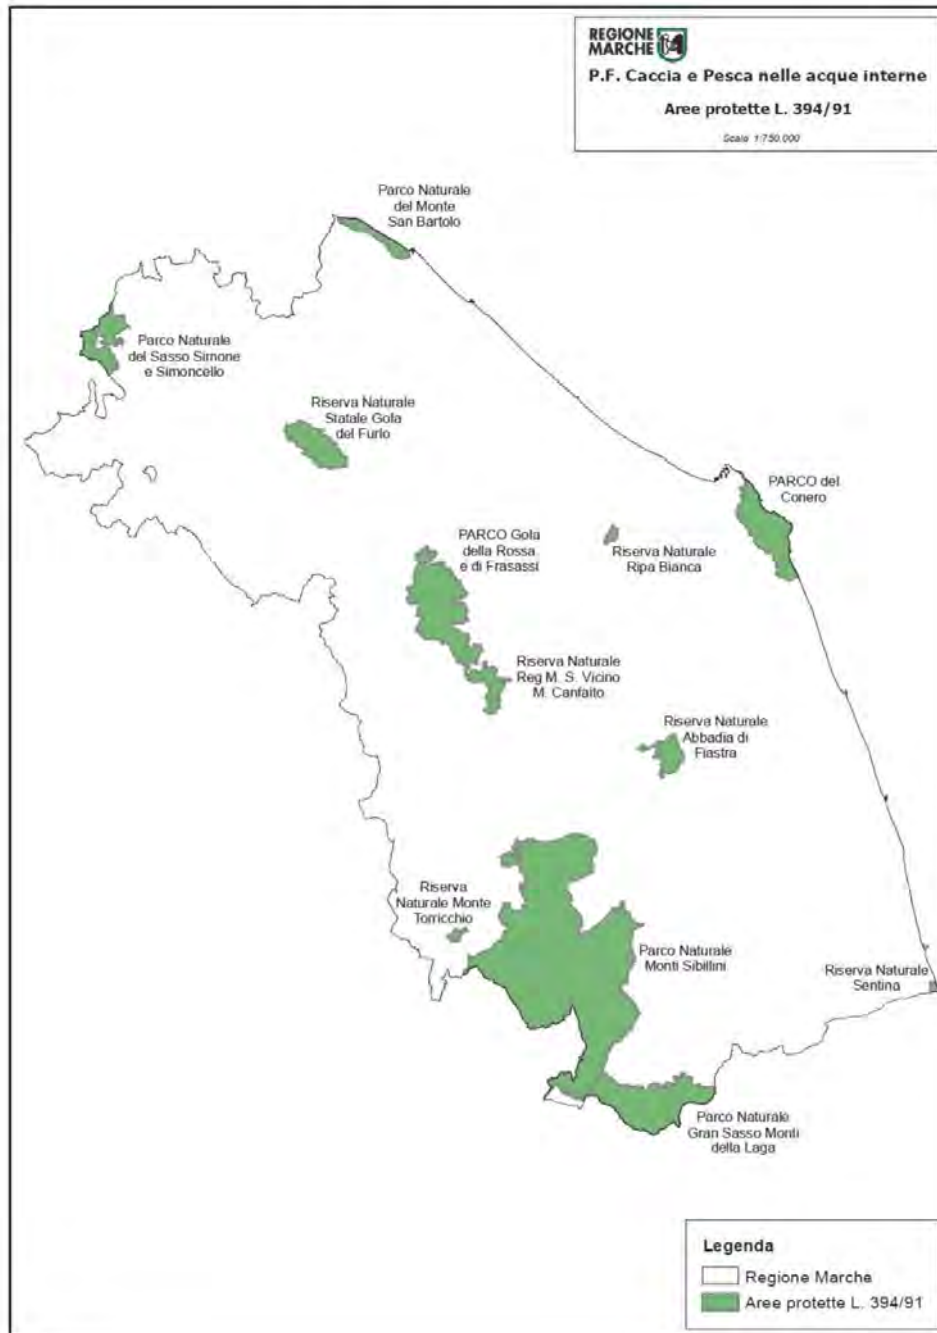 REGIONE
MARCHE
P.F. Caccia e Pesca nelle acque interne
Aree protette L. 394/91
Scala 1:750.000
Parco Naturale
del Monte
San Bartolo
Parco Naturale
del Sasso Simone
e Simoncello
Riserva Naturale
Statale Gola
del Furlo
PARCO del
Conero
PARCO Gola
della Rossa
e di Frasassi
Riserva Naturale
Ripa Bianca
Riserva Naturale
Reg M. S. Vicino
M. Canfaito
Riserva Naturale
Abbadia di
Fiastra
Riserva
Naturale Monte
Torricchio
Parco Naturale
Monti Sibillini
Riserva Naturale
Sentina
Parco Naturale
Gran Sasso Monti
della Laga
Legenda
Regione Marche
Aree protette L. 394/91